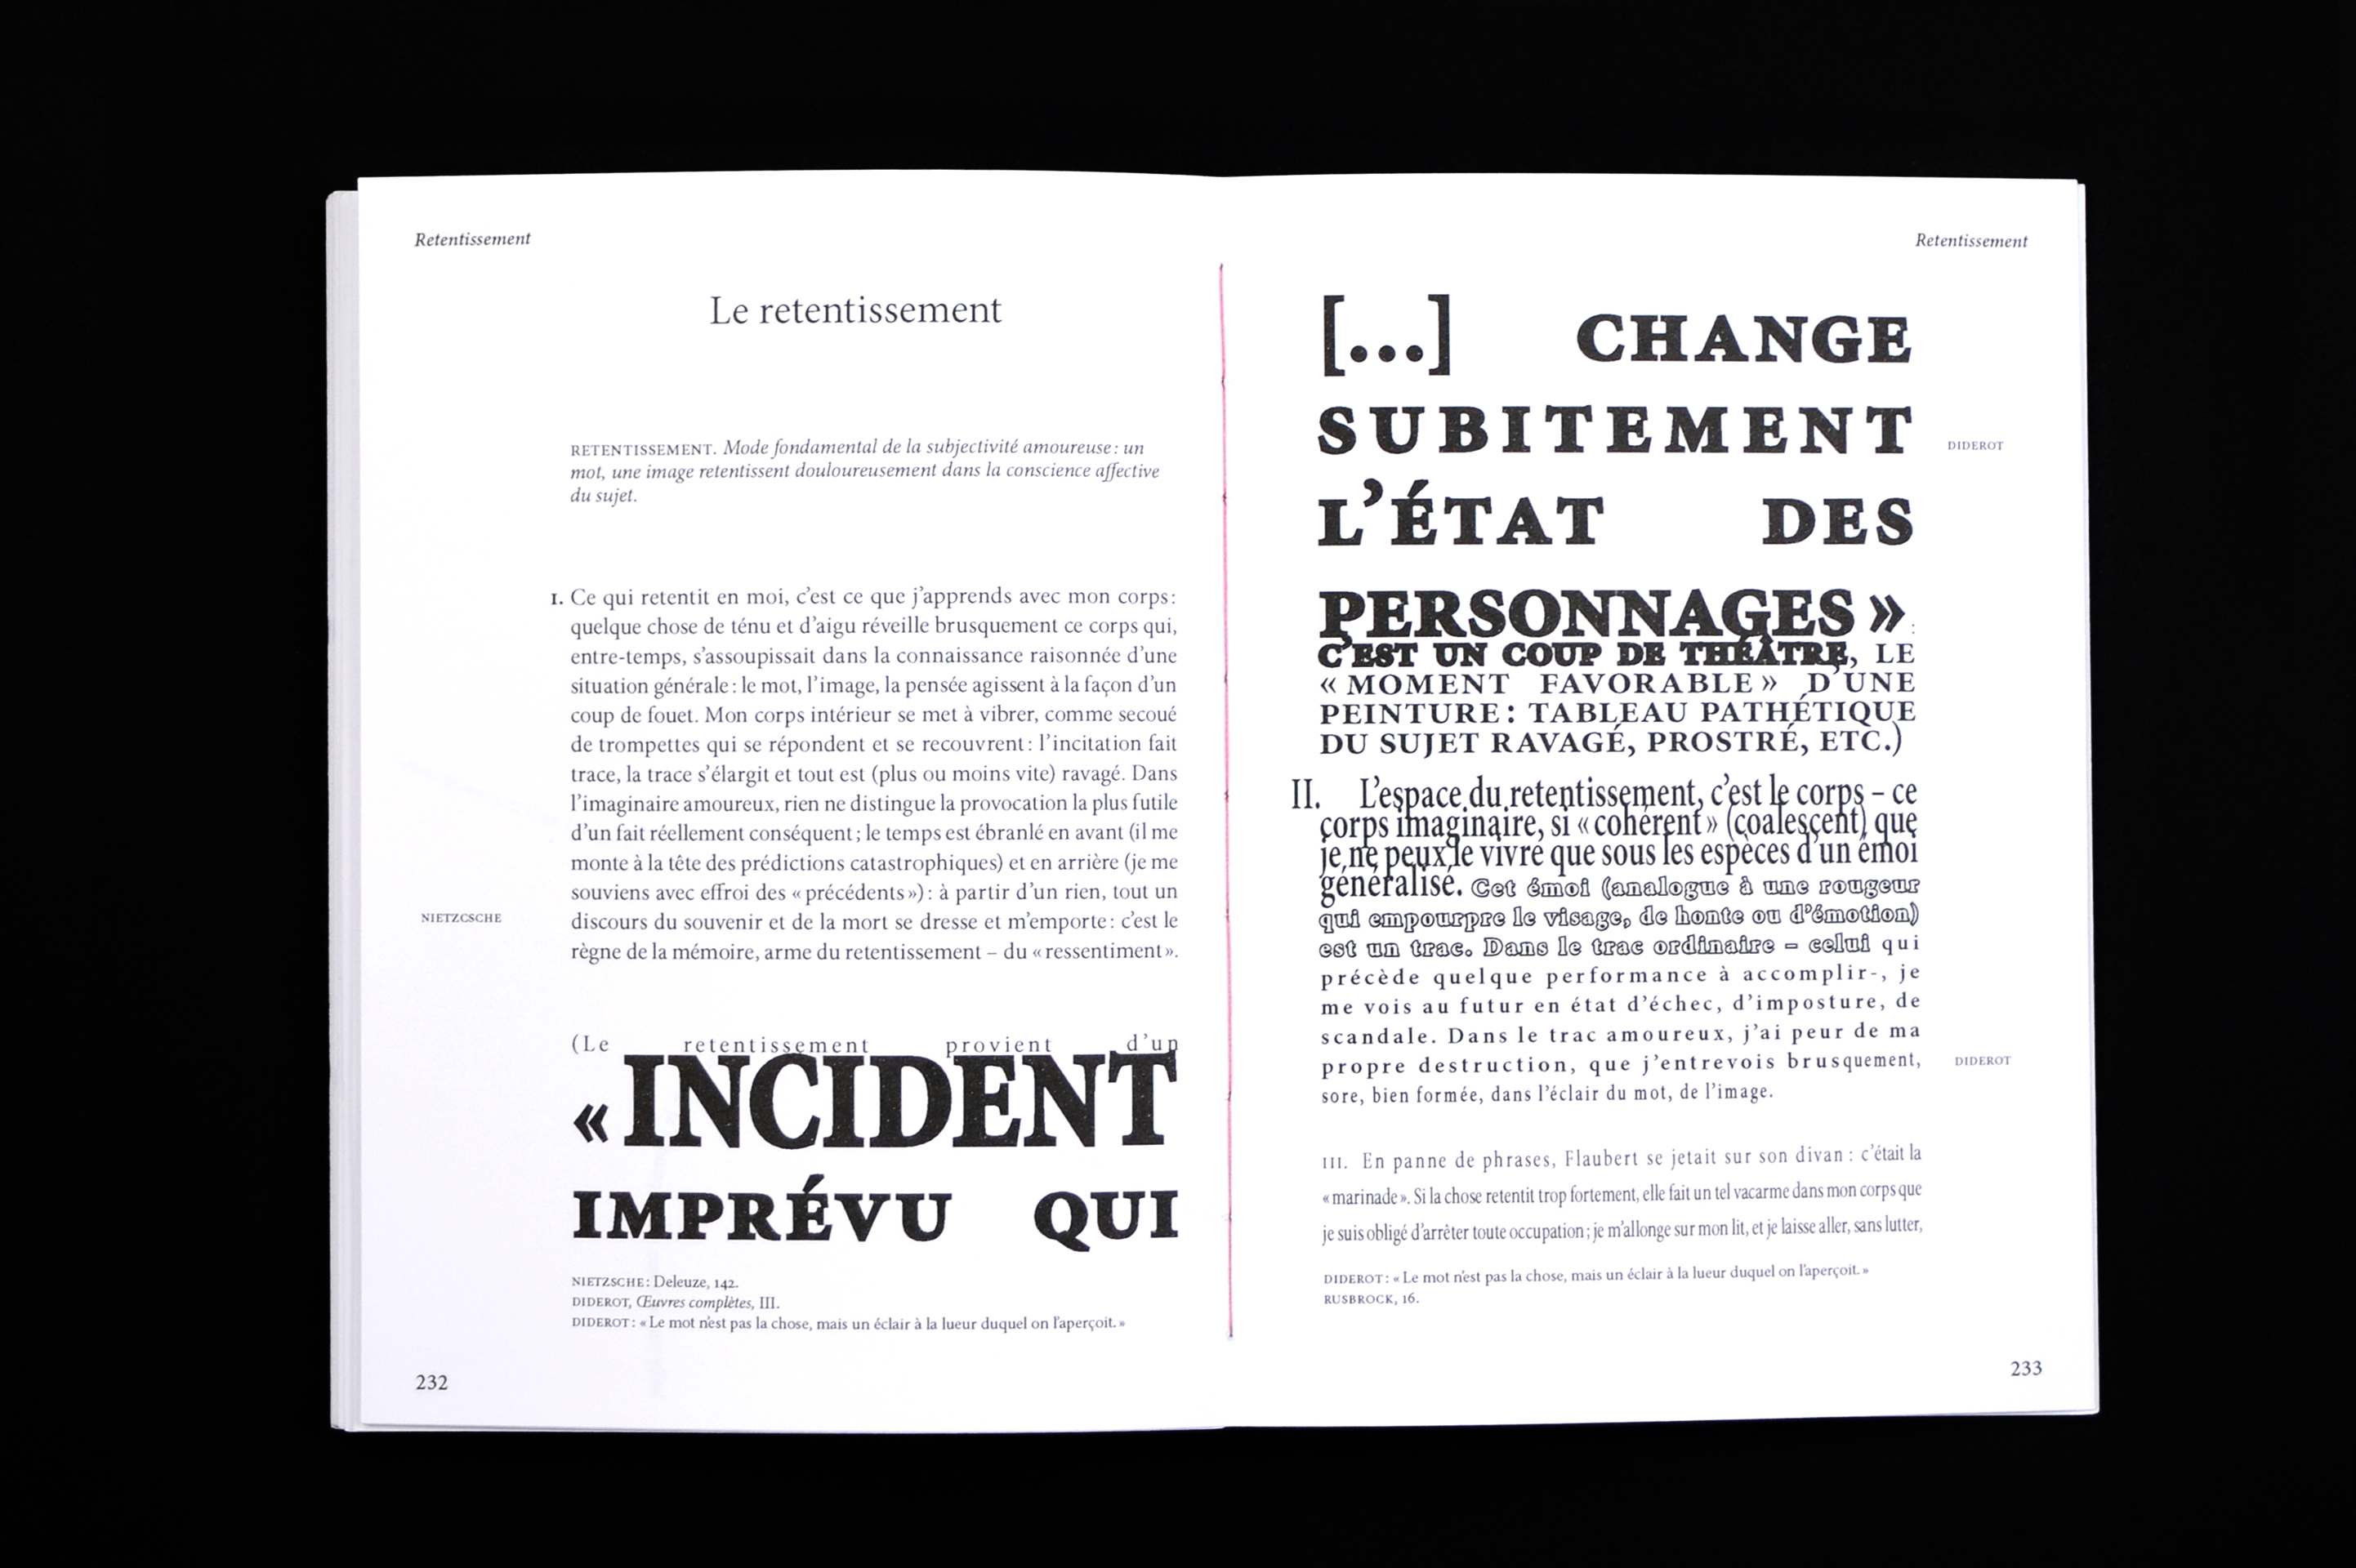 Retentissement
Le retentissement
RETENTISSEMENT. Mode fondamental de la subjectivité amoureuse : un
mot, une image retentissent douloureusement dans la conscience affective
du sujet.
I. Ce qui retentit en moi, c'est ce que j'apprends avec mon corps :
quelque chose de ténu et d'aigu réveille brusquement ce corps qui,
entre-temps, s'assoupissait dans la connaissance raisonnée d'une
situation générale : le mot, l'image, la pensée agissent à la façon d'un
coup de fouet. Mon corps intérieur se met à vibrer, comme secoué
de trompettes qui se répondent et se recouvrent : l'incitation fait
trace, la trace s'élargit et tout est (plus ou moins vite) ravagé. Dans
l'imaginaire amoureux, rien ne distingue la provocation la plus futile
d'un fait réellement conséquent ; le temps est ébranlé en avant (il me
monte à la tête des prédictions catastrophiques) et en arrière (je me
souviens avec effroi des « précédents ») : à partir d'un rien, tout un
NIETZCSCHE
discours du souvenir et de la mort se dresse et m'emporte : c'est le
règne de la mémoire, arme du retentissement – du « ressentiment ».
(Le retentissement provient d'un
« INCIDENT
IMPRÉVU QUI
NIETZSCHE : Deleuze, 142.
DIDEROT, Œuvres complètes, III.
DIDEROT : « Le mot n'est pas la chose, mais un éclair à la lueur duquel on l'aperçoit. »
232
Retentissement
[...] CHANGE
SUBITEMENT
DIDEROT
L'ÉTAT DES
PERSONNAGES » :
C'EST UN COUP DE THÉÂTRE, LE
« MOMENT FAVORABLE » D'UNE
PEINTURE : TABLEAU PATHÉTIQUE
DU SUJET RAVAGÉ, PROSTRÉ, ETC.)
II. L'espace du retentissement, c'est le corps – ce
corps imaginaire, si « cohérent » (coalescent) que
je ne peux le vivre que sous les espèces d'un émoi
généralisé. Cet émoi (analogue à une rougeur
qui empourpre le visage, de honte ou d'émotion)
est un trac. Dans le trac ordinaire – celui qui
précède quelque performance à accomplir-, je
me vois au futur en état d'échec, d'imposture, de
scandale. Dans le trac amoureux, j'ai peur de ma
propre destruction, que j'entrevois brusquement,
DIDEROT
sore, bien formée, dans l'éclair du mot, de l'image.
III. En panne de phrases, Flaubert se jetait sur son divan : c'était la
« marinade ». Si la chose retentit trop fortement, elle fait un tel vacarme dans mon corps que
je suis obligé d'arrêter toute occupation ; je m'allonge sur mon lit, et je laisse aller, sans lutter,
DIDEROT : « Le mot n'est pas la chose, mais un éclair à la lueur duquel on l'aperçoit. »
RUSBROCK, 16.
233